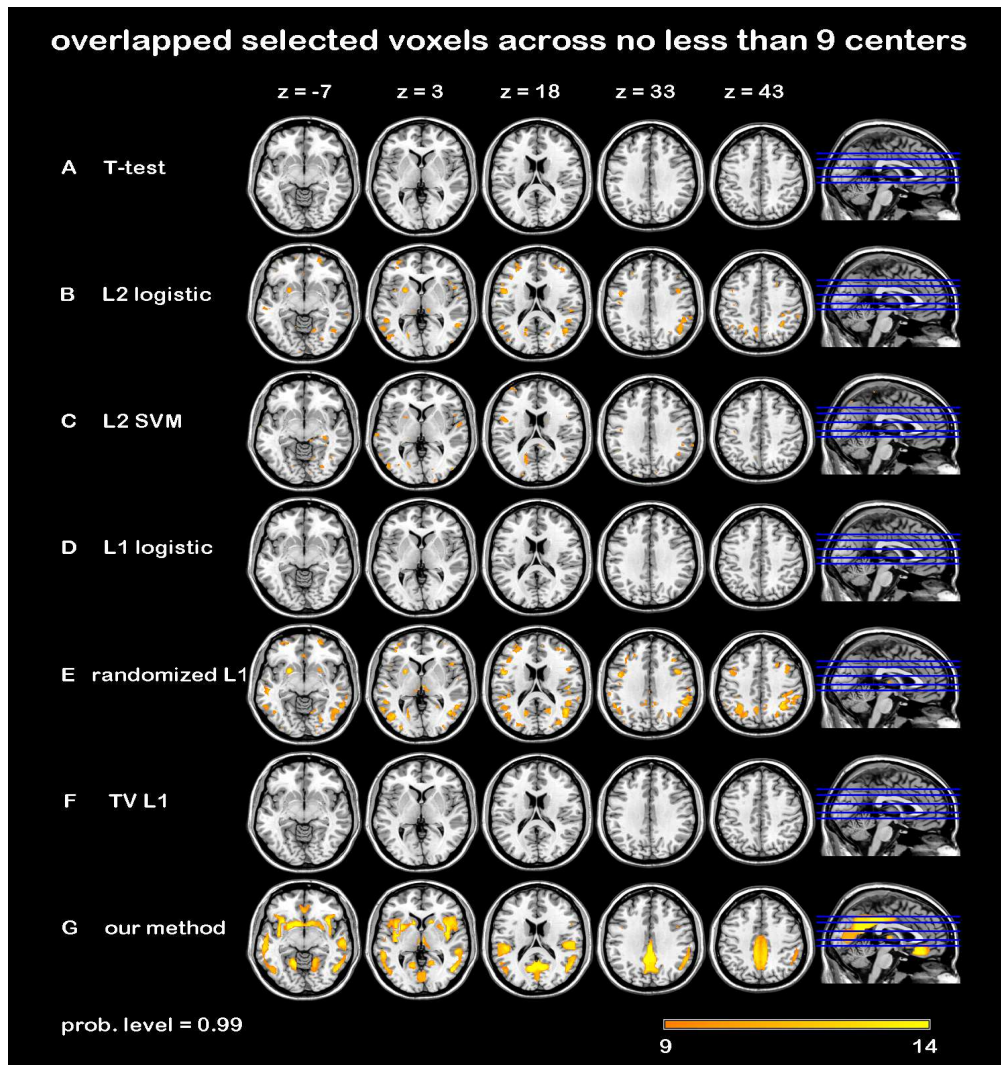 overlapped selected voxels across no less than 9 centers
z = -7 z = 3 z = 18 z = 33 z = 43
A T-test
B L2 logistic
C L2 SVM
D L1 logistic
E randomized L1
F TV L1
G our method
prob. level = 0.99
9 14